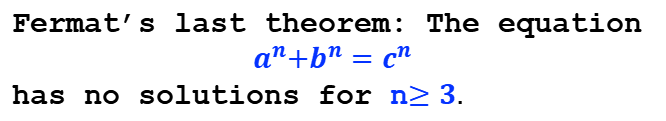 Fermat's last theorem: The equation
aⁿ+bⁿ = cⁿ
has no solutions for n≥ 3.